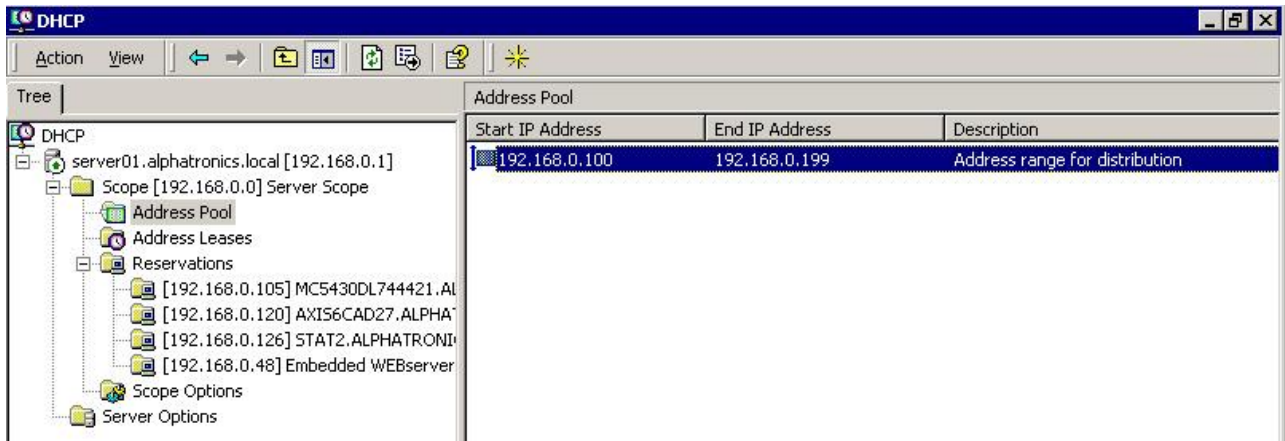 DHCP
Action View
Tree
Address Pool
DHCP
Start IP Address End IP Address Description
server01.alphatronics.local [192.168.0.1]
192.168.0.100 192.168.0.199 Address range for distribution
Scope [192.168.0.0] Server Scope
Address Pool
Address Leases
Reservations
[192.168.0.105] MC5430DL744421.AL
[192.168.0.120] AXIS6CAD27.ALPHAT
[192.168.0.126] STAT2.ALPHATRONI
[192.168.0.48] Embedded WEBserver
Scope Options
Server Options